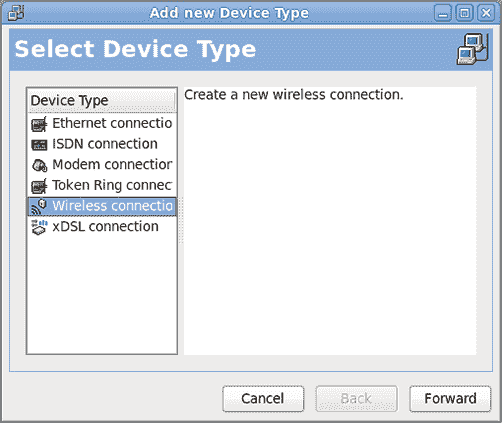 Add new Device Type
Select Device Type
Device Type
Ethernet connectio
ISDN connection
Modem connection
Token Ring connec
Wireless connectio
xDSL connection
Create a new wireless connection.
Cancel
Back
Forward